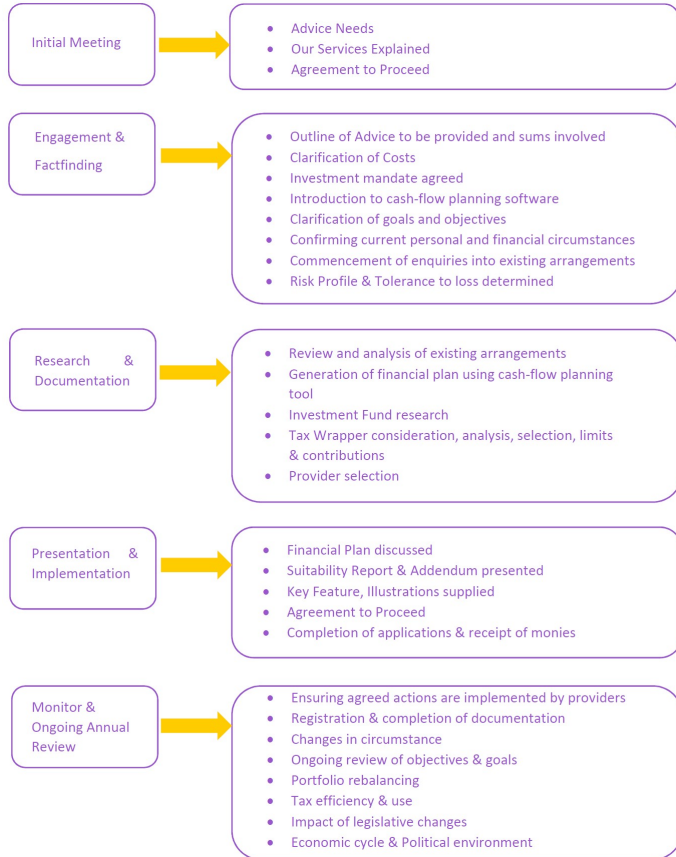 Initial Meeting
• Advice Needs
• Our Services Explained
• Agreement to Proceed
Engagement &
Factfinding
• Outline of Advice to be provided and sums involved
• Clarification of Costs
• Investment mandate agreed
• Introduction to cash-flow planning software
• Clarification of goals and objectives
• Confirming current personal and financial circumstances
• Commencement of enquiries into existing arrangements
• Risk Profile & Tolerance to loss determined
Research &
Documentation
• Review and analysis of existing arrangements
• Generation of financial plan using cash-flow planning
tool
• Investment Fund research
• Tax Wrapper consideration, analysis, selection, limits
& contributions
• Provider selection
Presentation &
Implementation
• Financial Plan discussed
• Suitability Report & Addendum presented
• Key Feature, Illustrations supplied
• Agreement to Proceed
• Completion of applications & receipt of monies
Monitor &
Ongoing Annual
Review
• Ensuring agreed actions are implemented by providers
• Registration & completion of documentation
• Changes in circumstance
• Ongoing review of objectives & goals
• Portfolio rebalancing
• Tax efficiency & use
• Impact of legislative changes
• Economic cycle & Political environment